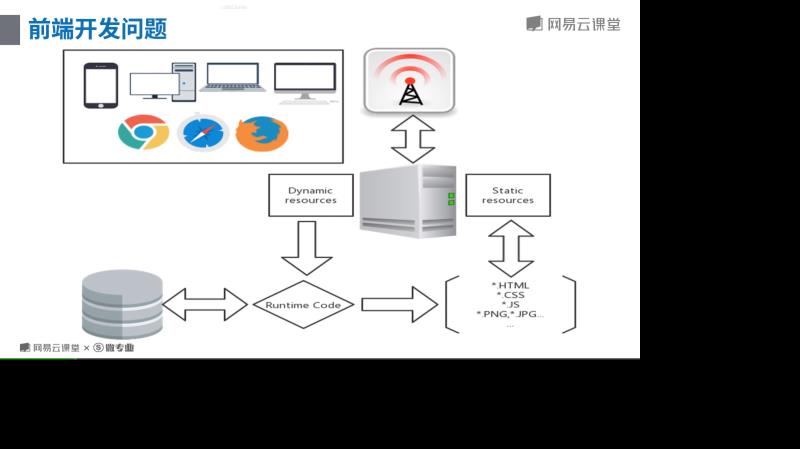 前端开发问题
网易云课堂
Dynamic
resources
Static
resources
Runtime Code
*.HTML
*.CSS
*.JS
*.PNG,*.JPG...
...
网易云课堂 × S 微专业